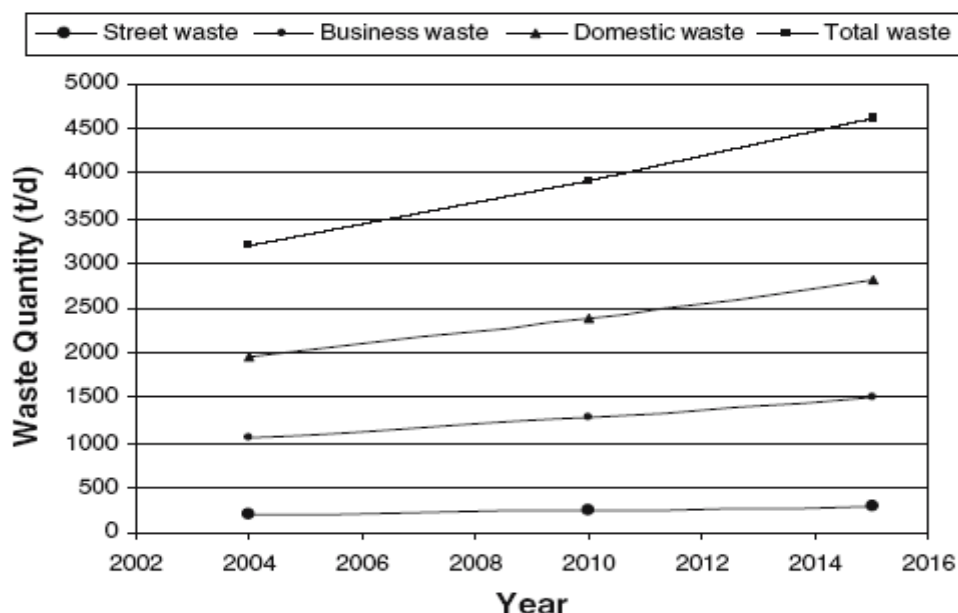 Street waste Business waste Domestic waste Total waste
5000
4500
4000
3500
3000
2500
2000
1500
1000
500
0
Waste Quantity (t/d)
2002 2004 2006 2008 2010 2012 2014 2016
Year